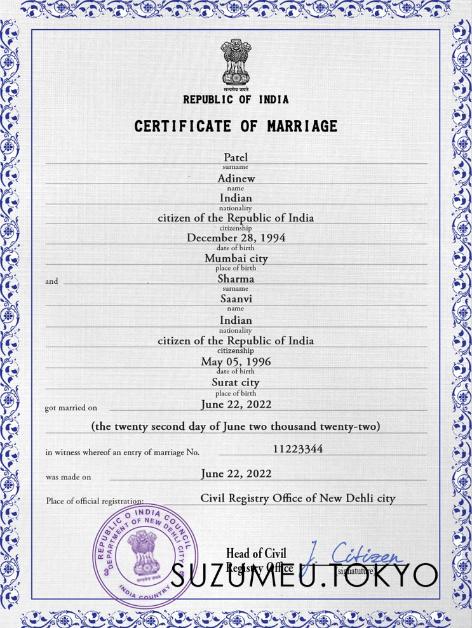 सत्यमेव जयते
REPUBLIC OF INDIA
CERTIFICATE OF MARRIAGE
Patel
surname
Adinew
name
Indian
nationality
citizen of the Republic of India
citizenship
December 28, 1994
date of birth
Mumbai city
place of birth
and Sharma
surname
Saanvi
name
Indian
nationality
citizen of the Republic of India
citizenship
May 05, 1996
date of birth
Surat city
place of birth
got married on June 22, 2022
(the twenty second day of June two thousand twenty-two)
in witness whereof an entry of marriage No. 11223344
was made on June 22, 2022
Place of official registration: Civil Registry Office of New Dehli city
REPUBLIC O INDIA COUNCIL
DEPARTMENT OF NEW DELHI CITY
INDIA COUNTRY
Head of Civil
Registry Office
J. Citizen
signature
SUZUMEU.TOKYO